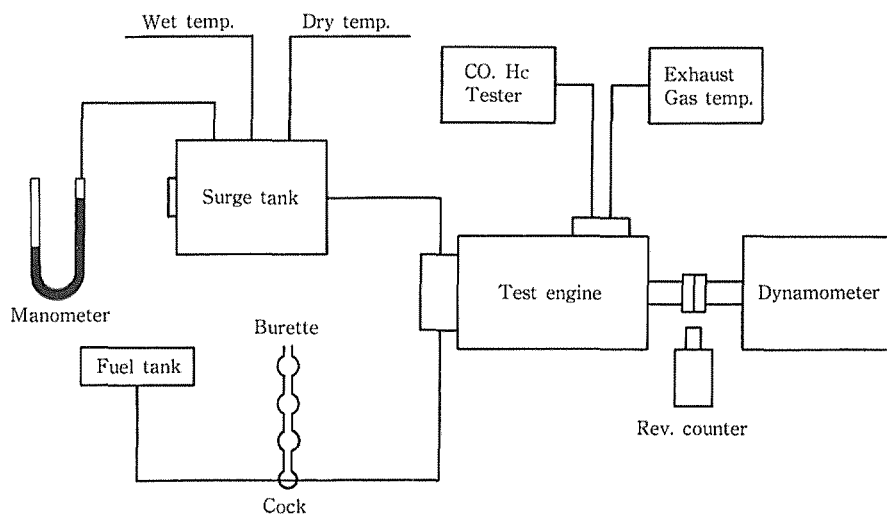 Wet temp.
Dry temp.
CO. Hc
Tester
Exhaust
Gas temp.
Surge tank
Test engine
Dynamometer
Manometer
Burette
Fuel tank
Rev. counter
Cock